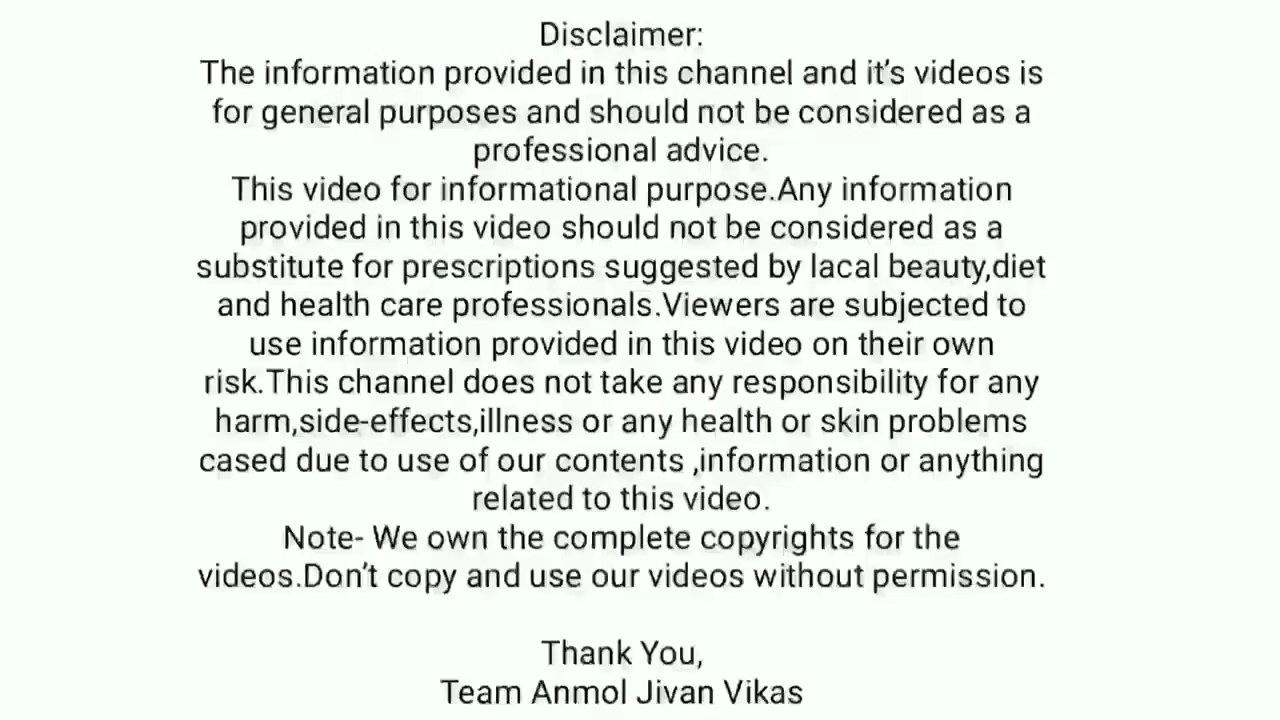 Disclaimer:
The information provided in this channel and it’s videos is
for general purposes and should not be considered as a
professional advice.
This video for informational purpose.Any information
provided in this video should not be considered as a
substitute for prescriptions suggested by lacal beauty,diet
and health care professionals.Viewers are subjected to
use information provided in this video on their own
risk.This channel does not take any responsibility for any
harm,side-effects,illness or any health or skin problems
cased due to use of our contents ,information or anything
related to this video.
Note- We own the complete copyrights for the
videos.Don’t copy and use our videos without permission.
Thank You,
Team Anmol Jivan Vikas